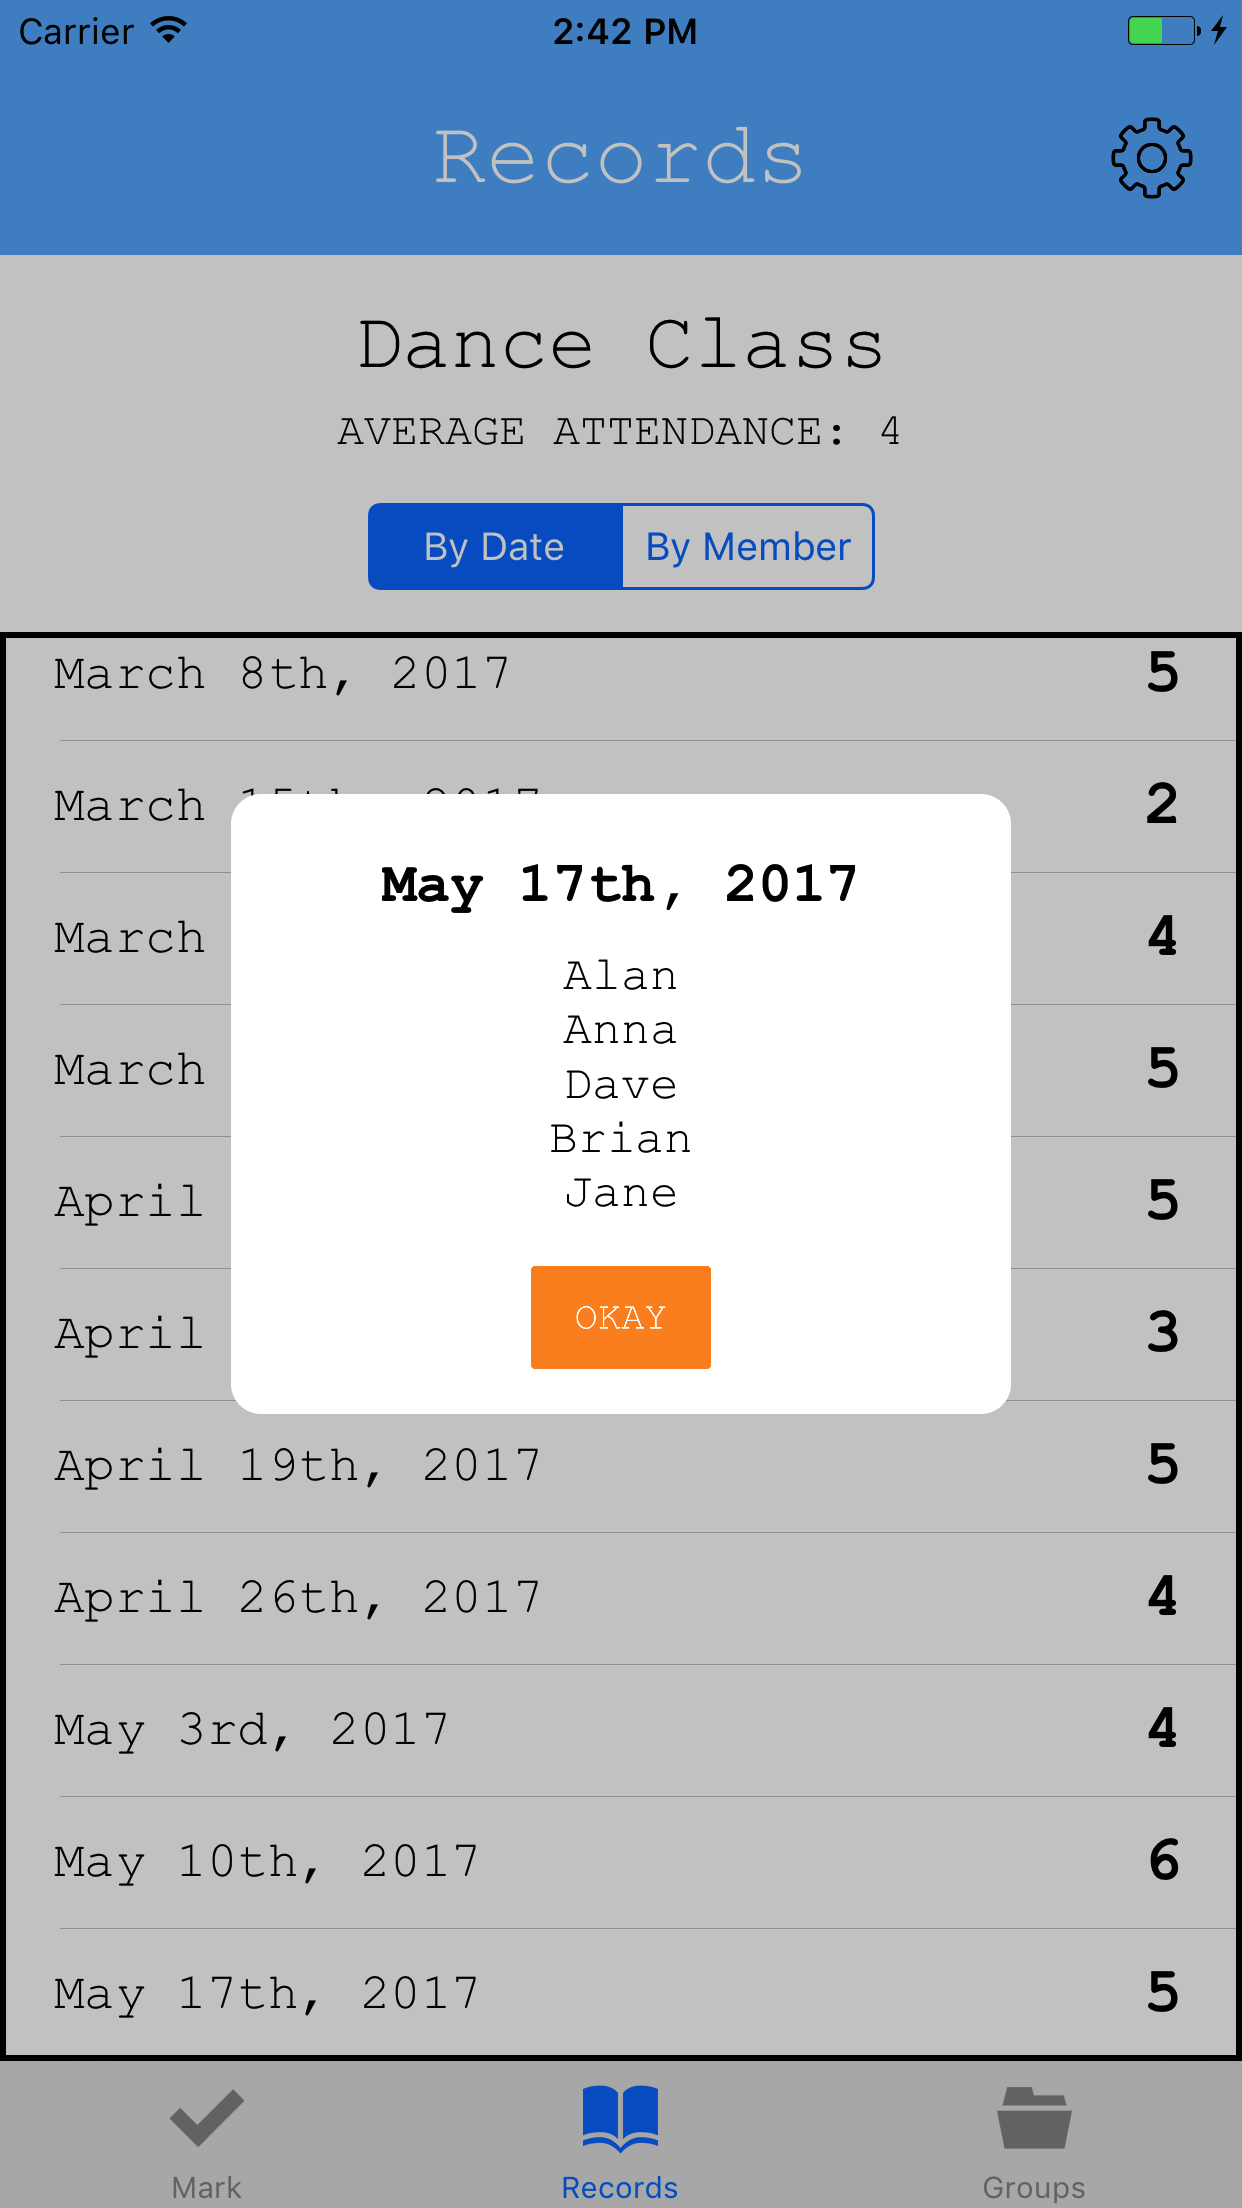 Carrier 2:42 PM
Records
Dance Class
AVERAGE ATTENDANCE: 4
By Date By Member
March 8th, 2017 5
March 2
May 17th, 2017
March 4
Alan
Anna
March 5
Dave
Brian
Jane
April 5
April 3
OKAY
April 19th, 2017 5
April 26th, 2017 4
May 3rd, 2017 4
May 10th, 2017 6
May 17th, 2017 5
Mark Records Groups